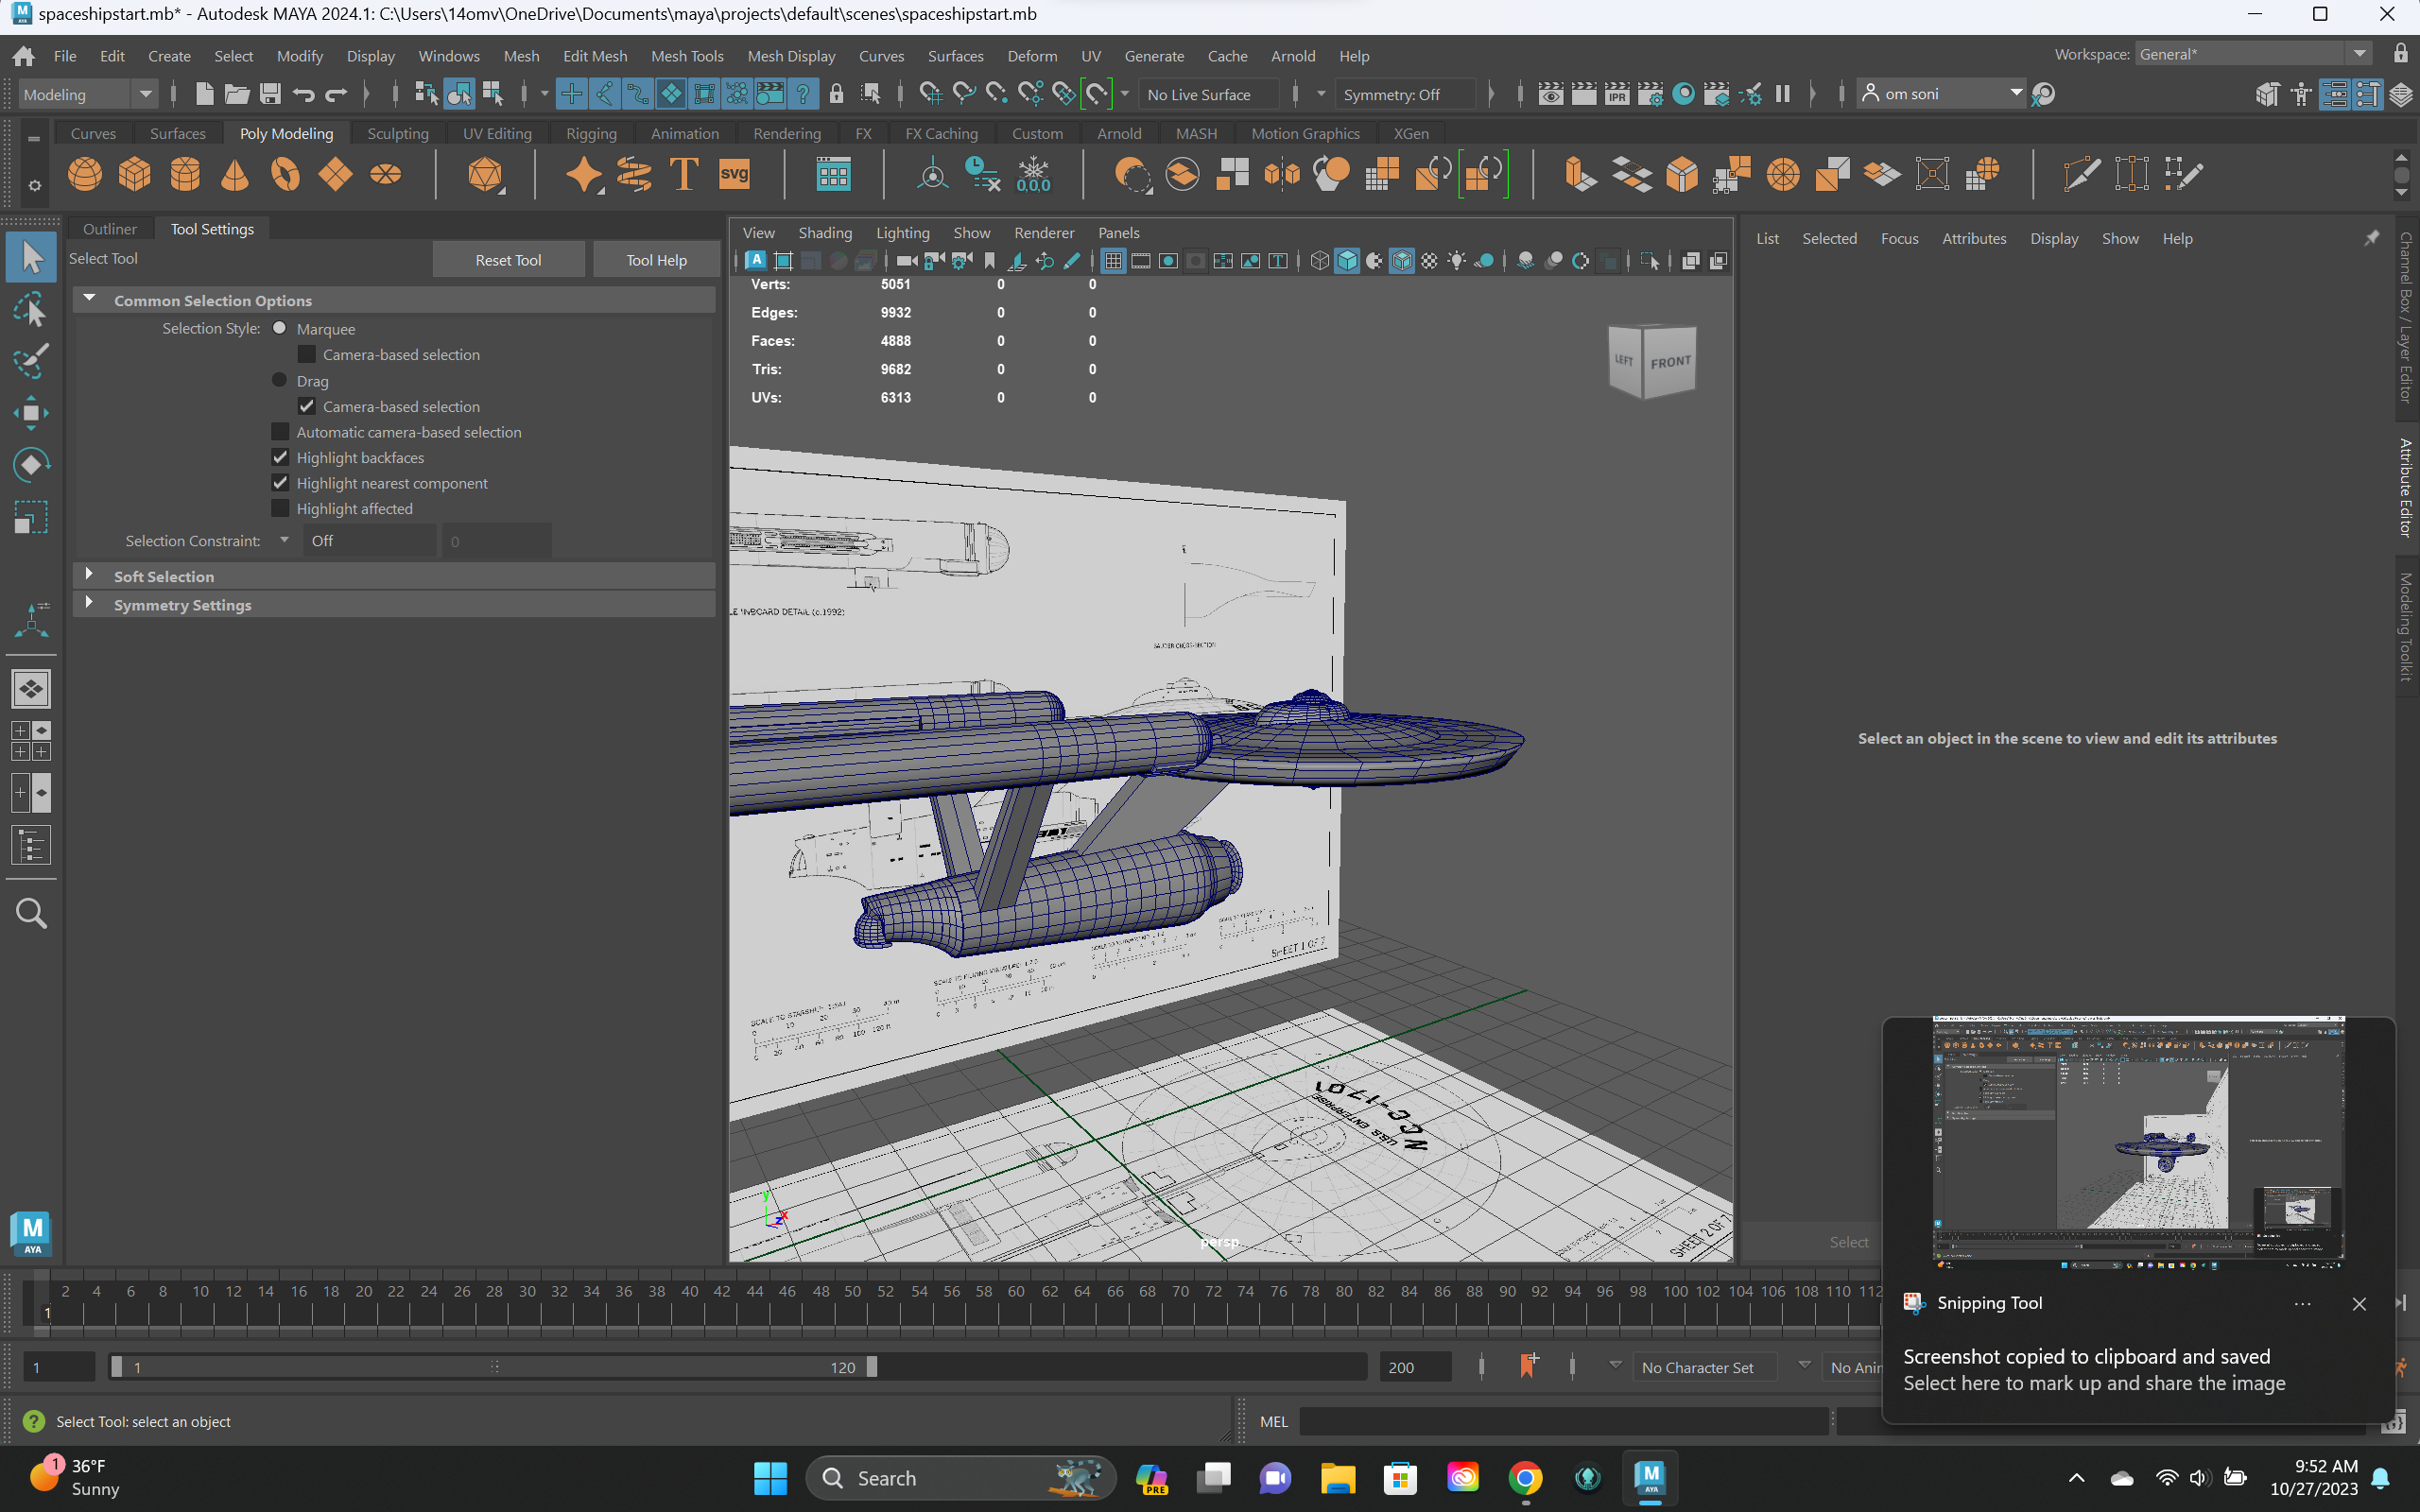 spaceshipstart.mb* - Autodesk MAYA 2024.1: C:\Users\14omv\OneDrive\Documents\maya\projects\default\scenes\spaceshipstart.mb
File Edit Create Select Modify Display Windows Mesh Edit Mesh Mesh Tools Mesh Display Curves Surfaces Deform UV Generate Cache Arnold Help
Workspace: General*
Modeling
No Live Surface
Symmetry: Off
om soni
Curves Surfaces Poly Modeling Sculpting UV Editing Rigging Animation Rendering FX FX Caching Custom Arnold MASH Motion Graphics XGen
svg
0,0,0
IPR
Outliner Tool Settings
Select Tool
Reset Tool
Tool Help
Common Selection Options
Selection Style: Marquee
Camera-based selection
Drag
Camera-based selection
Automatic camera-based selection
Highlight backfaces
Highlight nearest component
Highlight affected
Selection Constraint: Off 0
Soft Selection
Symmetry Settings
View Shading Lighting Show Renderer Panels
Verts: 5051 0 0
Edges: 9932 0 0
Faces: 4888 0 0
Tris: 9682 0 0
UVs: 6313 0 0
LEFT FRONT
INBOARD DETAIL (c.1992)
SHEET 1 OF 7
U.S.S. ENTERPRISE
SHEET 2 OF 7
y
z x
persp
List Selected Focus Attributes Display Show Help
Select an object in the scene to view and edit its attributes
Channel Box / Layer Editor
Attribute Editor
Modeling Toolkit
Select
M
AYA
1 2 4 6 8 10 12 14 16 18 20 22 24 26 28 30 32 34 36 38 40 42 44 46 48 50 52 54 56 58 60 62 64 66 68 70 72 74 76 78 80 82 84 86 88 90 92 94 96 98 100 102 104 106 108 110 112
1 1 120 200 No Character Set No Anim
Select Tool: select an object
MEL
Snipping Tool
Screenshot copied to clipboard and saved
Select here to mark up and share the image
1
36°F
Sunny
Search
PRE
M
AYA
9:52 AM
10/27/2023